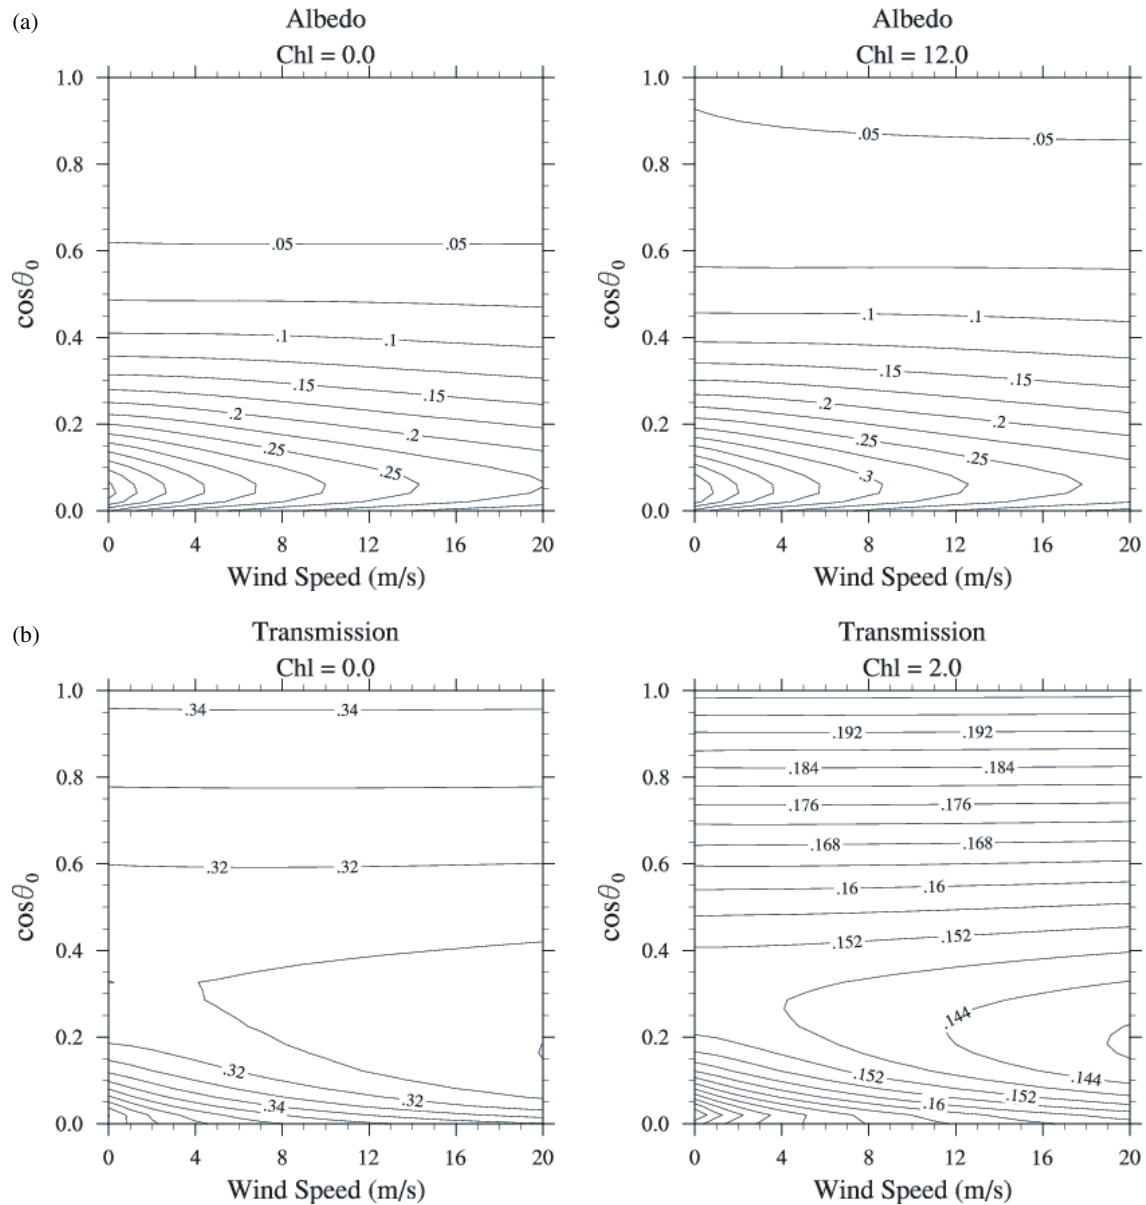 (a)
Albedo
Chl = 0.0
1.0
0.8
0.6
0.4
0.2
0.0
cosθ₀
.05 .05
.1 .1
.15 .15
.2 .2
.25 .25
0 4 8 12 16 20
Wind Speed (m/s)
Albedo
Chl = 12.0
1.0
0.8
0.6
0.4
0.2
0.0
cosθ₀
.05 .05
.1 .1
.15 .15
.2 .2
.25 .25
.3
0 4 8 12 16 20
Wind Speed (m/s)
(b)
Transmission
Chl = 0.0
1.0
0.8
0.6
0.4
0.2
0.0
cosθ₀
.34 .34
.32 .32
.32 .32
.34
0 4 8 12 16 20
Wind Speed (m/s)
Transmission
Chl = 2.0
1.0
0.8
0.6
0.4
0.2
0.0
cosθ₀
.192 .192
.184 .184
.176 .176
.168 .168
.16 .16
.152 .152
.144
.152 .144
.16 .152
0 4 8 12 16 20
Wind Speed (m/s)